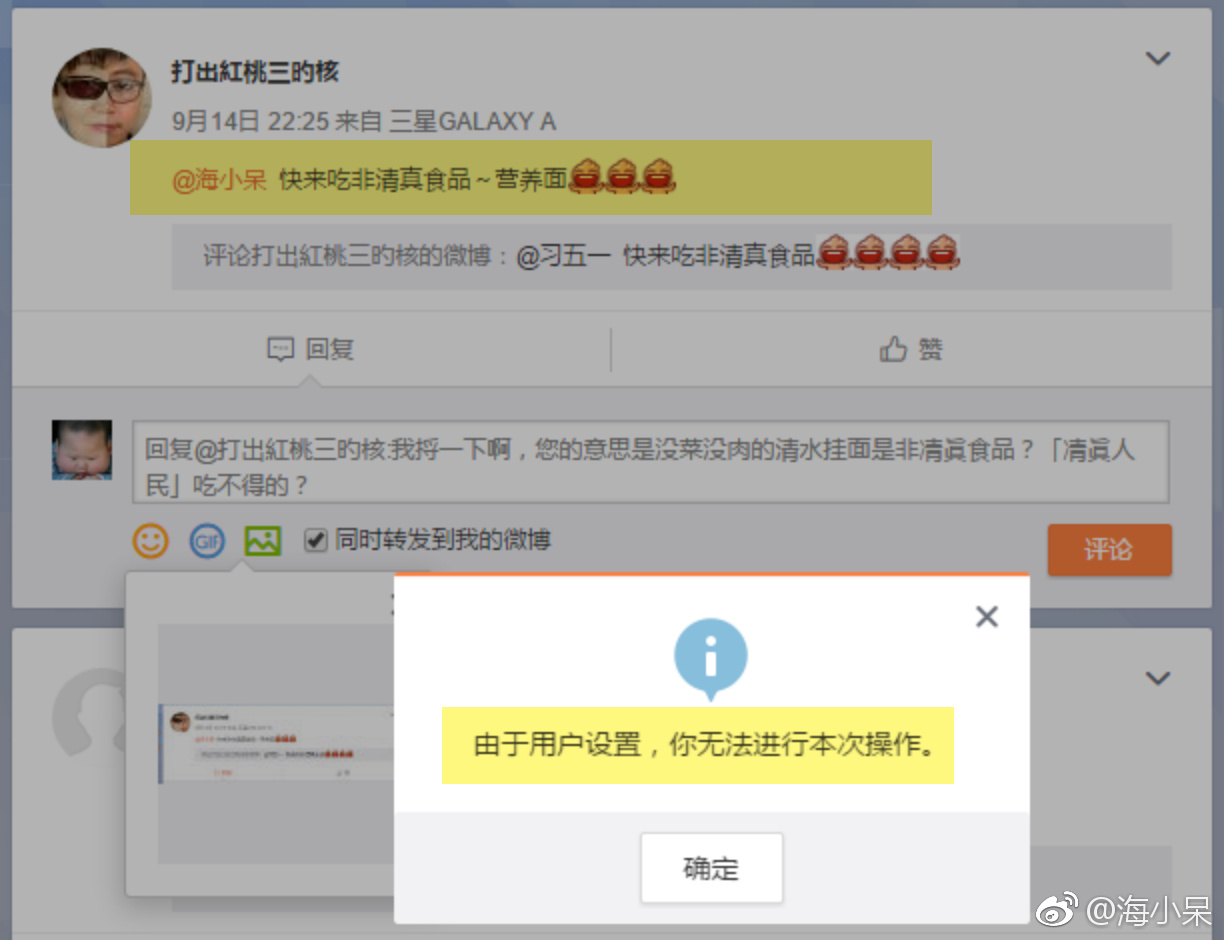 打出紅桃三旳核
9月14日 22:25 来自 三星GALAXY A
@海小呆 快来吃非清真食品～营养面
评论打出紅桃三旳核的微博：@习五一 快来吃非清真食品
回复
赞
回复@打出紅桃三旳核:我捋一下啊，您的意思是没菜没肉的清水挂面是非清眞食品？「清眞人
民」吃不得的？
GIF
同时转发到我的微博
评论
由于用户设置，你无法进行本次操作。
确定
@海小呆